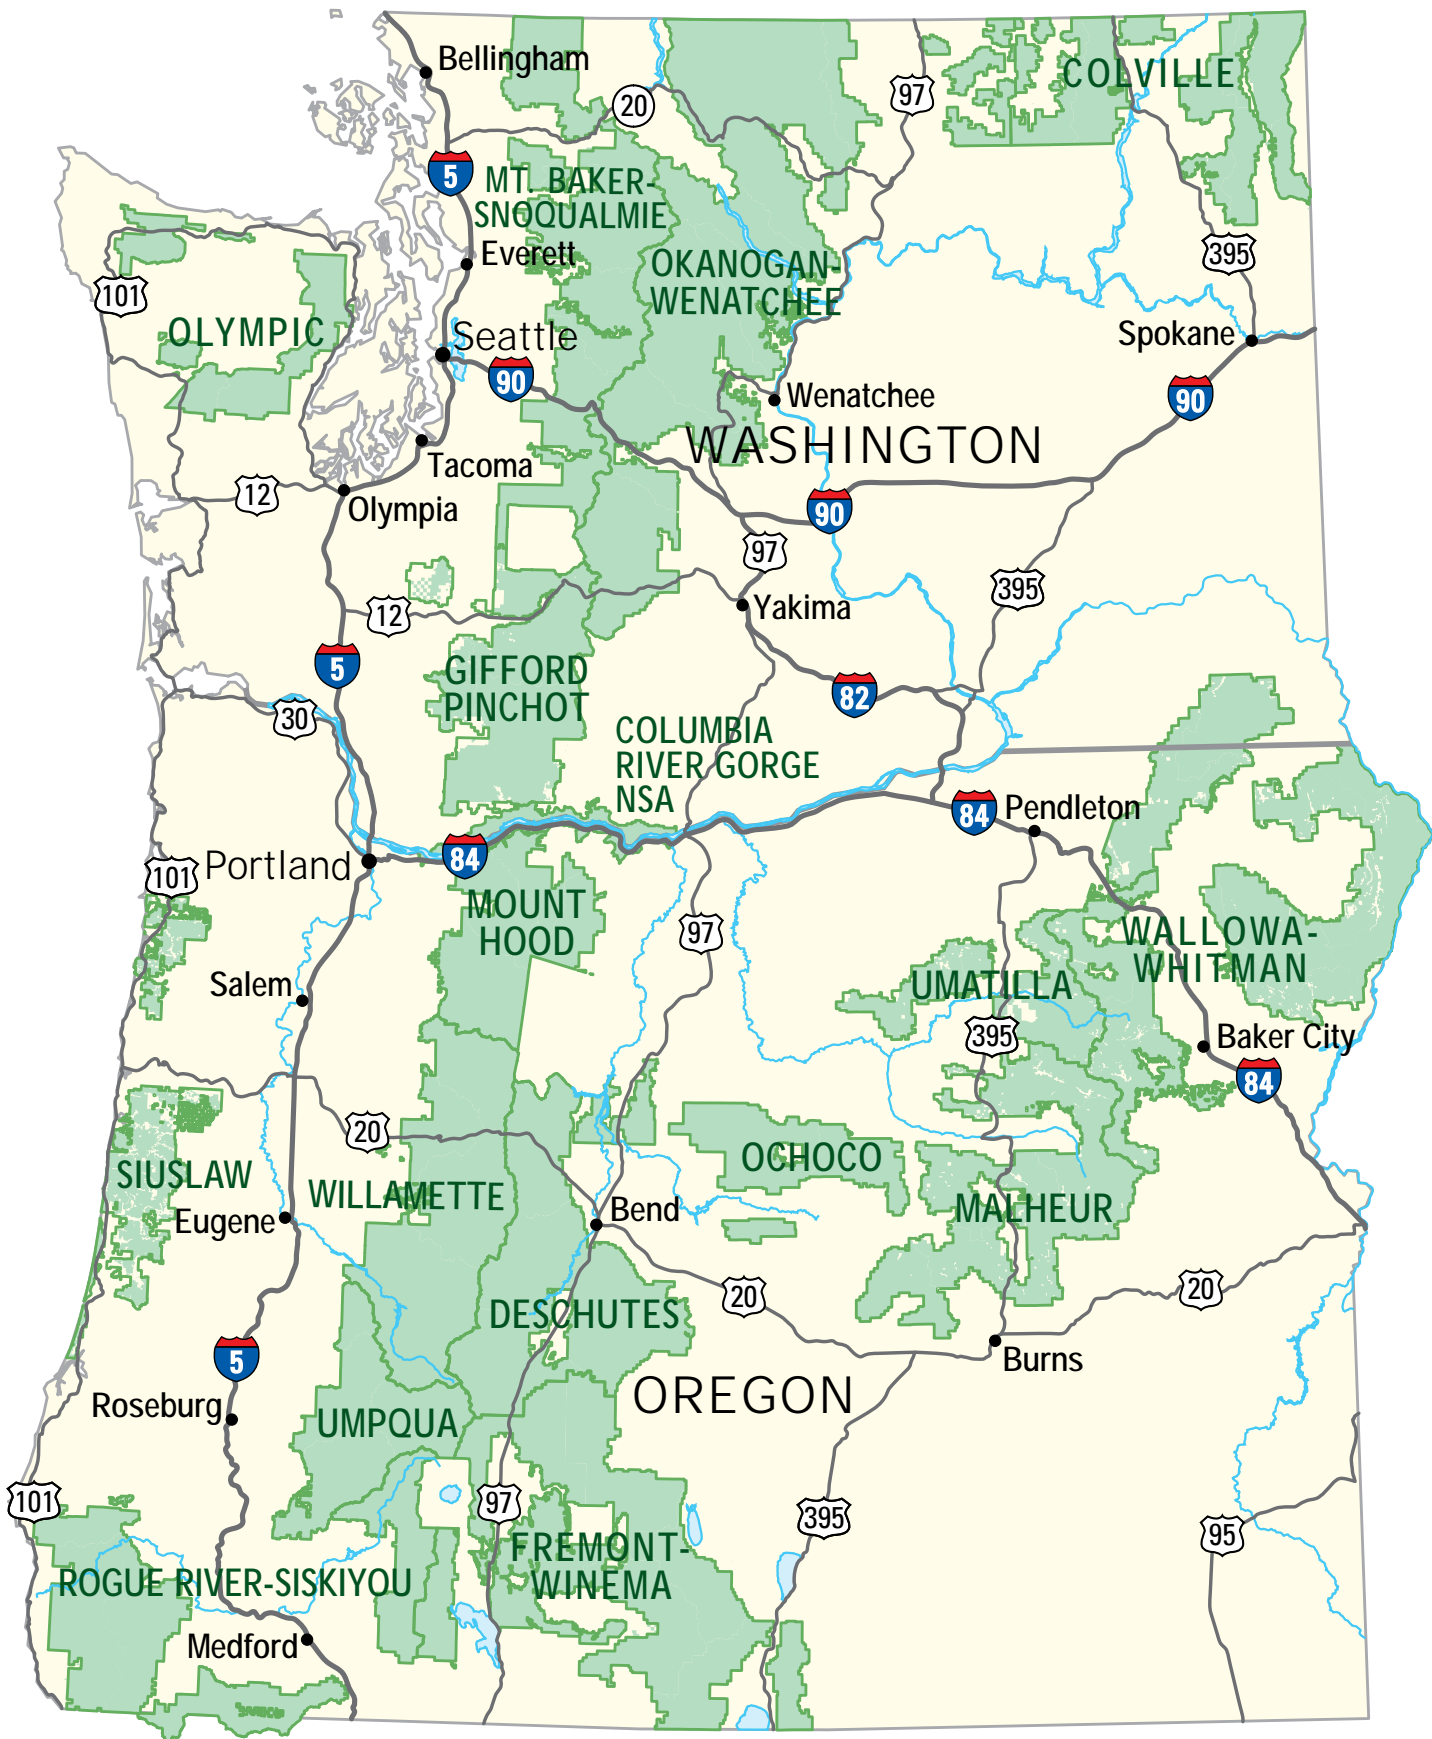 Bellingham
20
97
COLVILLE
5
MT. BAKER-
SNOQUALMIE
Everett
395
OKANOGAN-
WENATCHEE
101
OLYMPIC
Seattle
Spokane
90
90
Wenatchee
WASHINGTON
Tacoma
12
Olympia
90
97
395
12
Yakima
5
GIFFORD
PINCHOT
82
30
COLUMBIA
RIVER GORGE
NSA
84
Pendleton
84
Portland
101
MOUNT
HOOD
97
WALLOWA-
WHITMAN
Salem
UMATILLA
395
Baker City
84
20
OCHOCO
SIUSLAW
WILLAMETTE
MALHEUR
Eugene
Bend
20
20
DESCHUTES
Burns
5
OREGON
Roseburg
UMPQUA
101
97
395
95
FREMONT-
WINEMA
ROGUE RIVER-SISKIYOU
Medford